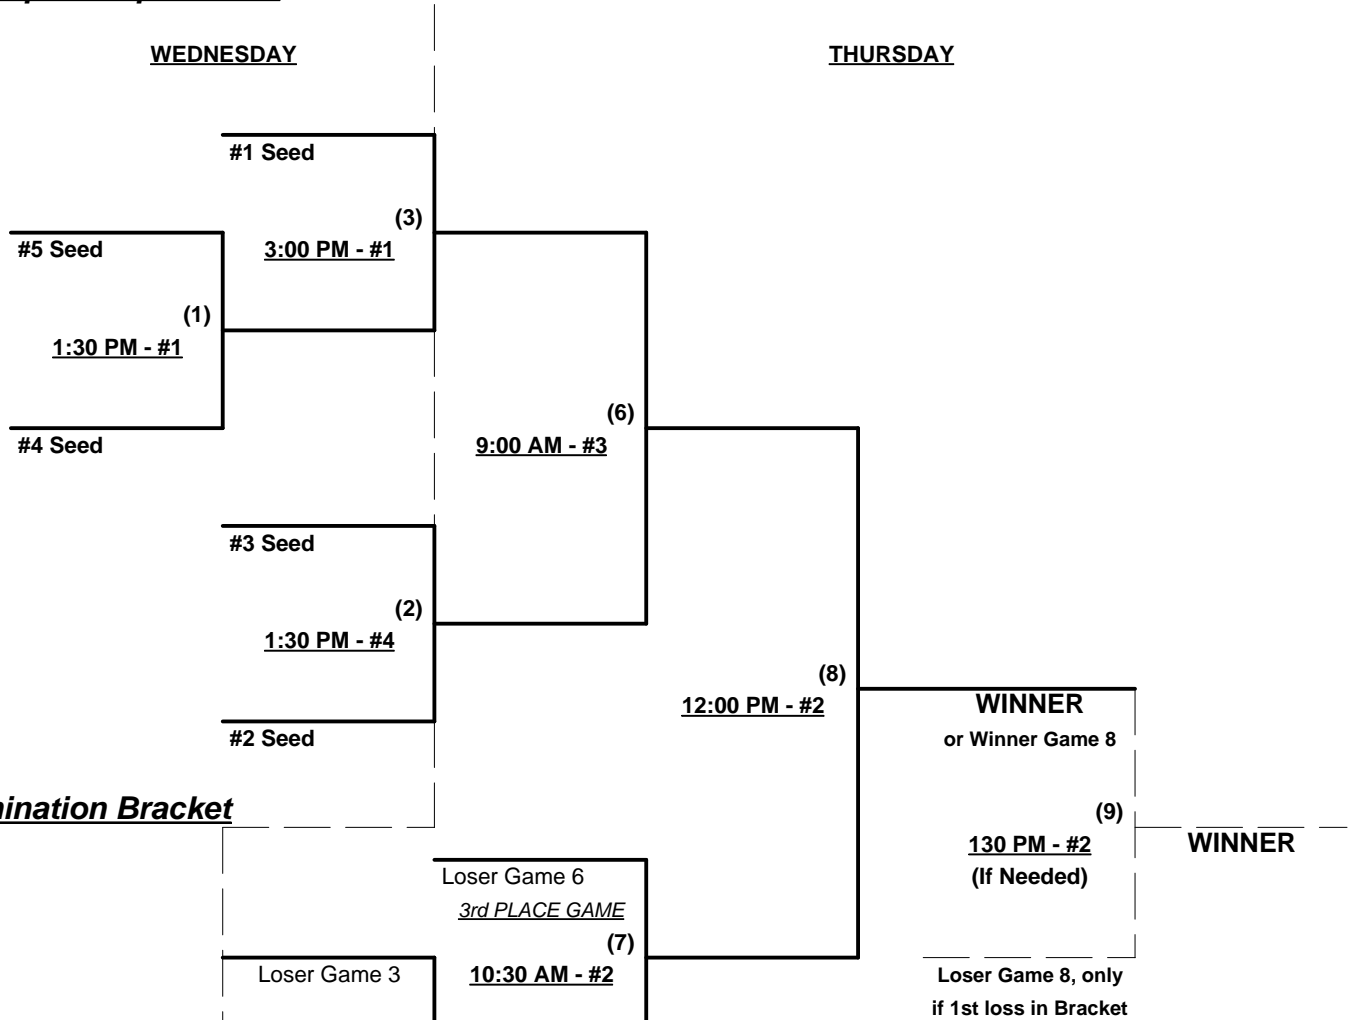 WEDNESDAY
THURSDAY
#1 Seed
(3)
#5 Seed
3:00 PM - #1
(1)
1:30 PM - #1
(6)
#4 Seed
9:00 AM - #3
#3 Seed
(2)
1:30 PM - #4
(8)
12:00 PM - #2
WINNER
#2 Seed
or Winner Game 8
Bracket
(9)
130 PM - #2
WINNER
Loser Game 6
(If Needed)
3rd PLACE GAME
(7)
Loser Game 3
10:30 AM - #2
Loser Game 8, only
if 1st loss in Bracket